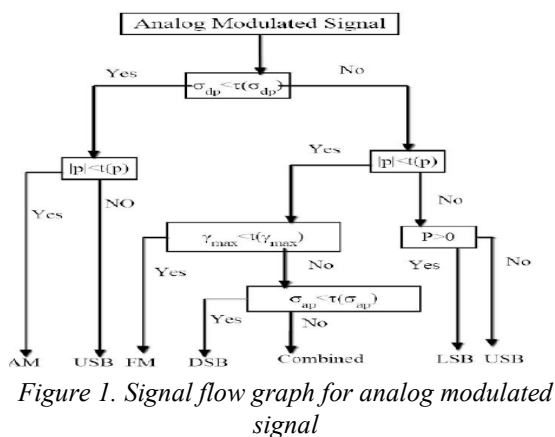 Analog Modulated Signal
Yes
No
σdp<τ(σdp)
Yes
|p|<t(p)
|p|<t(p)
Yes
NO
No
γmax<t(γmax)
P>0
Yes
No
Yes
No
σap<τ(σap)
Yes
No
AM
USB
FM
DSB
Combined
LSB
USB
Figure 1. Signal flow graph for analog modulated
signal